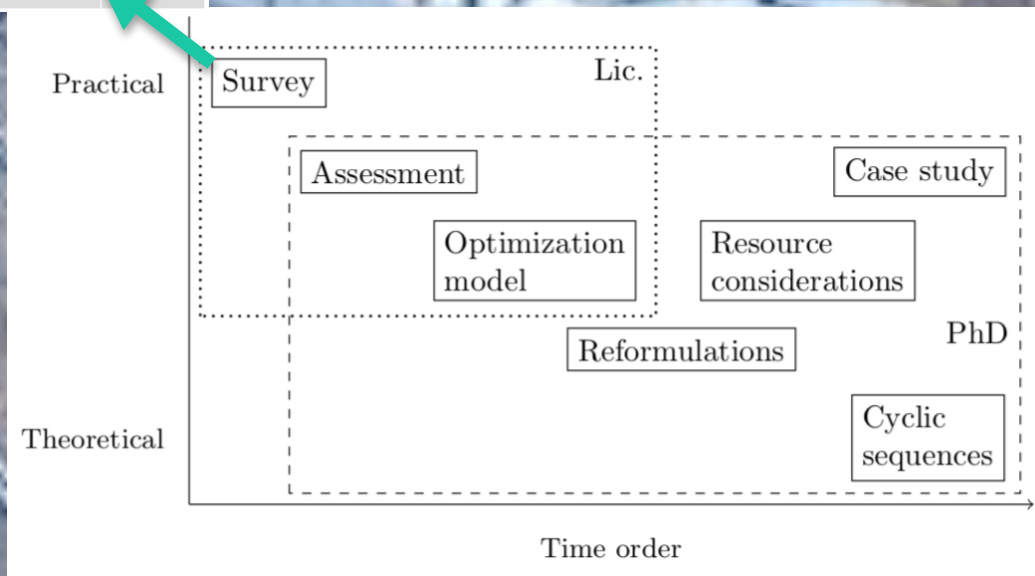 Practical
Survey
Lic.
Assessment
Case study
Optimization
model
Resource
considerations
Reformulations
PhD
Theoretical
Cyclic
sequences
Time order